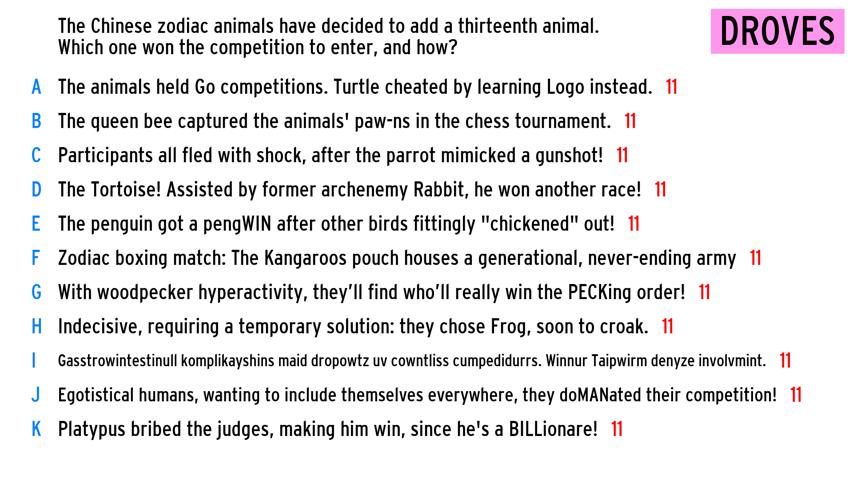 The Chinese zodiac animals have decided to add a thirteenth animal.
Which one won the competition to enter, and how?
DROVES
A The animals held Go competitions. Turtle cheated by learning Logo instead. 11
B The queen bee captured the animals' paw-ns in the chess tournament. 11
C Participants all fled with shock, after the parrot mimicked a gunshot! 11
D The Tortoise! Assisted by former archenemy Rabbit, he won another race! 11
E The penguin got a pengWIN after other birds fittingly "chickened" out! 11
F Zodiac boxing match: The Kangaroos pouch houses a generational, never-ending army 11
G With woodpecker hyperactivity, they'll find who'll really win the PECKing order! 11
H Indecisive, requiring a temporary solution: they chose Frog, soon to croak. 11
I Gasstrowintestinull komplikayshins maid dropowtz uv cowntliss cumpedidurrs. Winnur Taipwirm denyze involvmint. 11
J Egotistical humans, wanting to include themselves everywhere, they doMANated their competition! 11
K Platypus bribed the judges, making him win, since he's a BILLionare! 11